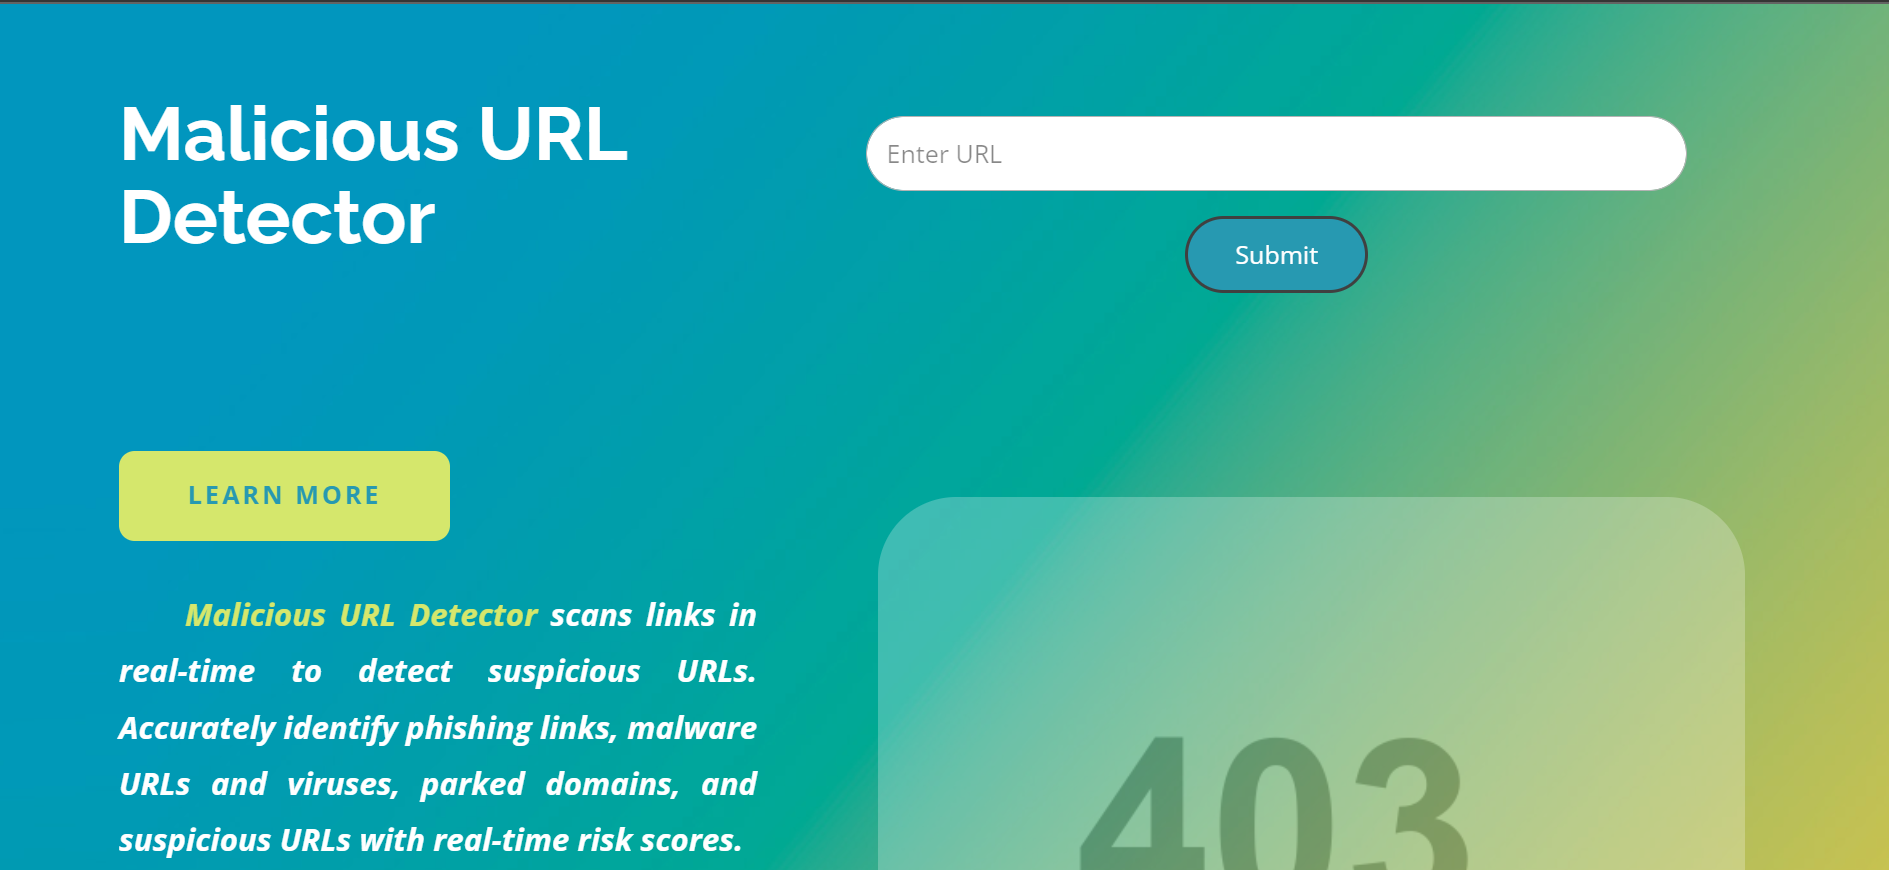 Malicious URL
Detector
Enter URL
Submit
LEARN MORE
Malicious URL Detector scans links in
real-time to detect suspicious URLs.
Accurately identify phishing links, malware
URLs and viruses, parked domains, and
suspicious URLs with real-time risk scores.
403